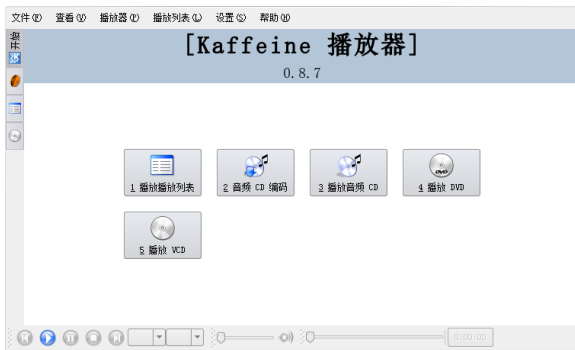 文件(F) 查看(V) 播放器(P) 播放列表(L) 设置(S) 帮助(H)
开始
[Kaffeine 播放器]
0.8.7
1 播放播放列表
2 音频 CD 编码
3 播放音频 CD
4 播放 DVD
5 播放 VCD
0:00:00